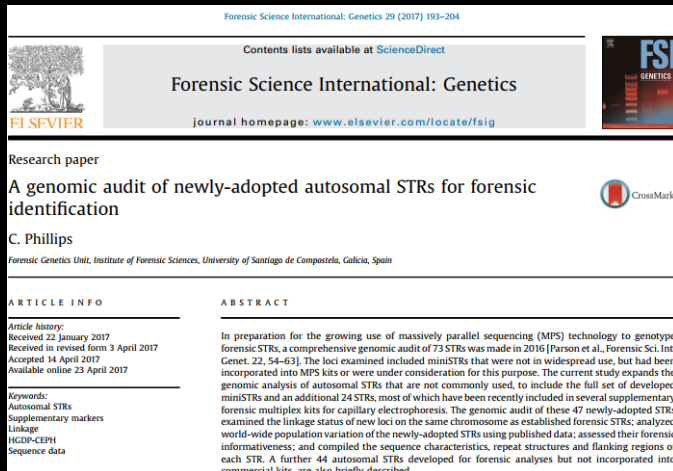 Forensic Science International: Genetics 29 (2017) 193–204
Contents lists available at ScienceDirect
Forensic Science International: Genetics
journal homepage: www.elsevier.com/locate/fsig
ELSEVIER
FSI
GENETICS
Research paper
A genomic audit of newly-adopted autosomal STRs for forensic
identification
CrossMark
C. Phillips
Forensic Genetics Unit, Institute of Forensic Sciences, University of Santiago de Compostela, Galicia, Spain
ARTICLE INFO
Article history:
Received 22 January 2017
Received in revised form 3 April 2017
Accepted 14 April 2017
Available online 23 April 2017
Keywords:
Autosomal STRs
Supplementary markers
Linkage
HGDP-CEPH
Sequence data
ABSTRACT
In preparation for the growing use of massively parallel sequencing (MPS) technology to genotype
forensic STRs, a comprehensive genomic audit of 73 STRs was made in 2016 [Parson et al., Forensic Sci. Int.
Genet. 22, 54–63]. The loci examined included miniSTRs that were not in widespread use, but had been
incorporated into MPS kits or were under consideration for this purpose. The current study expands the
genomic analysis of autosomal STRs that are not commonly used, to include the full set of developed
miniSTRs and an additional 24 STRs, most of which have been recently included in several supplementary
forensic multiplex kits for capillary electrophoresis. The genomic audit of these 47 newly-adopted STRs
examined the linkage status of new loci on the same chromosome as established forensic STRs; analyzed
world-wide population variation of the newly-adopted STRs using published data; assessed their forensic
informativeness; and compiled the sequence characteristics, repeat structures and flanking regions of
each STR. A further 44 autosomal STRs developed for forensic analyses but not incorporated into
commercial kits, are also briefly described.